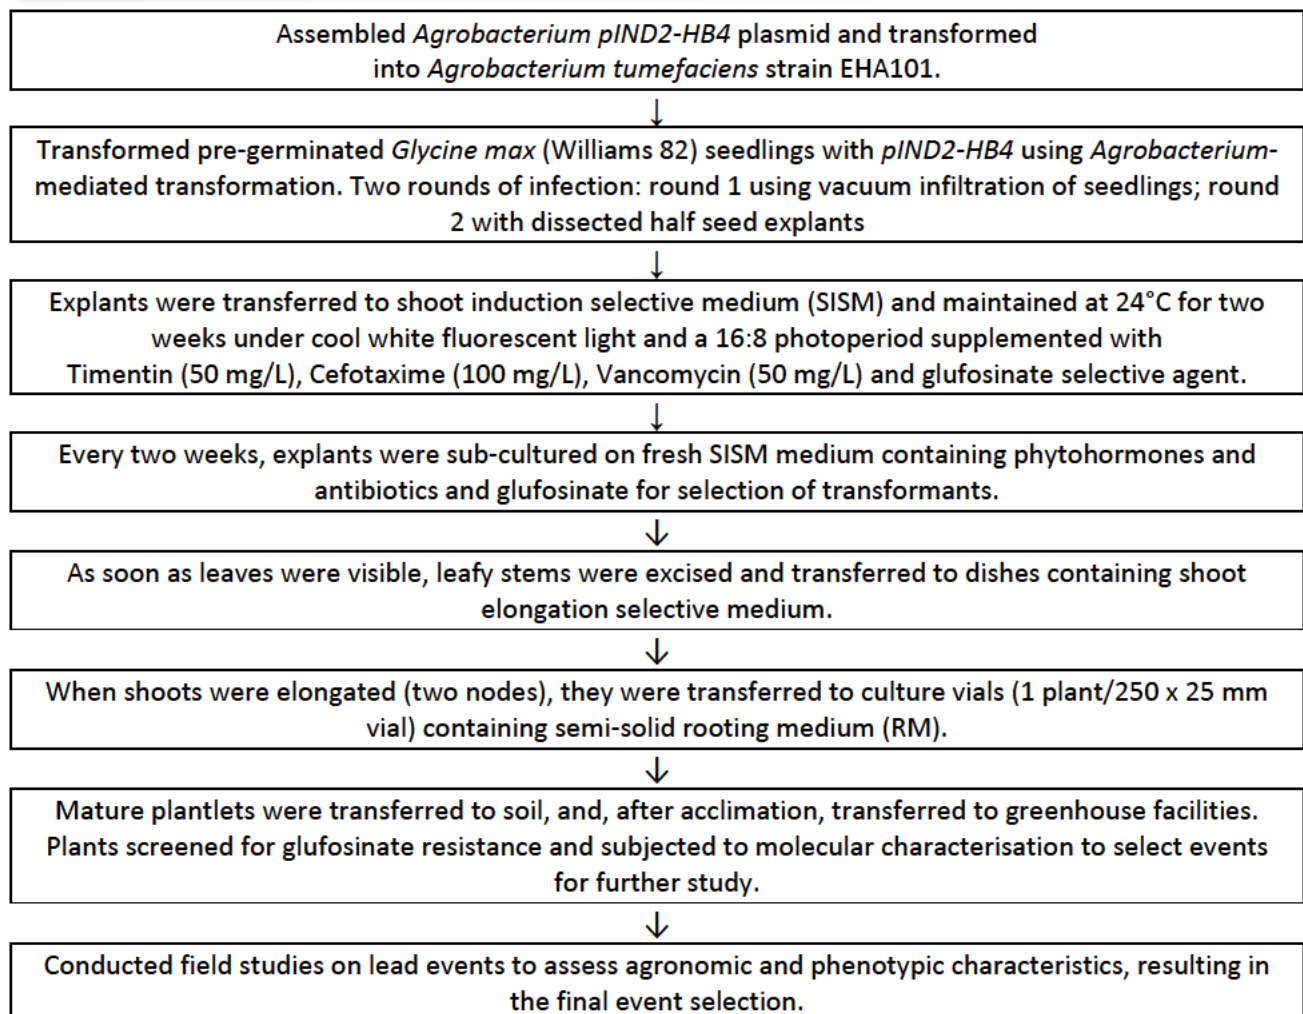 Assembled Agrobacterium pIND2-HB4 plasmid and transformed
into Agrobacterium tumefaciens strain EHA101.
↓
Transformed pre-germinated Glycine max (Williams 82) seedlings with pIND2-HB4 using Agrobacterium-
mediated transformation. Two rounds of infection: round 1 using vacuum infiltration of seedlings; round
2 with dissected half seed explants
↓
Explants were transferred to shoot induction selective medium (SISM) and maintained at 24°C for two
weeks under cool white fluorescent light and a 16:8 photoperiod supplemented with
Timentin (50 mg/L), Cefotaxime (100 mg/L), Vancomycin (50 mg/L) and glufosinate selective agent.
↓
Every two weeks, explants were sub-cultured on fresh SISM medium containing phytohormones and
antibiotics and glufosinate for selection of transformants.
↓
As soon as leaves were visible, leafy stems were excised and transferred to dishes containing shoot
elongation selective medium.
↓
When shoots were elongated (two nodes), they were transferred to culture vials (1 plant/250 x 25 mm
vial) containing semi-solid rooting medium (RM).
↓
Mature plantlets were transferred to soil, and, after acclimation, transferred to greenhouse facilities.
Plants screened for glufosinate resistance and subjected to molecular characterisation to select events
for further study.
↓
Conducted field studies on lead events to assess agronomic and phenotypic characteristics, resulting in
the final event selection.